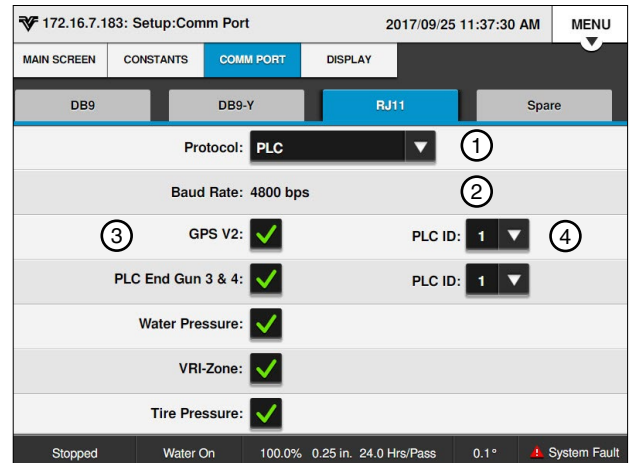 172.16.7.183: Setup:Comm Port 2017/09/25 11:37:30 AM MENU
MAIN SCREEN CONSTANTS COMM PORT DISPLAY
DB9 DB9-Y RJ11 Spare
Protocol: PLC 1
Baud Rate: 4800 bps 2
3 GPS V2: PLC ID: 1 4
PLC End Gun 3 & 4: PLC ID: 1
Water Pressure:
VRI-Zone:
Tire Pressure:
Stopped Water On 100.0% 0.25 in. 24.0 Hrs/Pass 0.1° System Fault